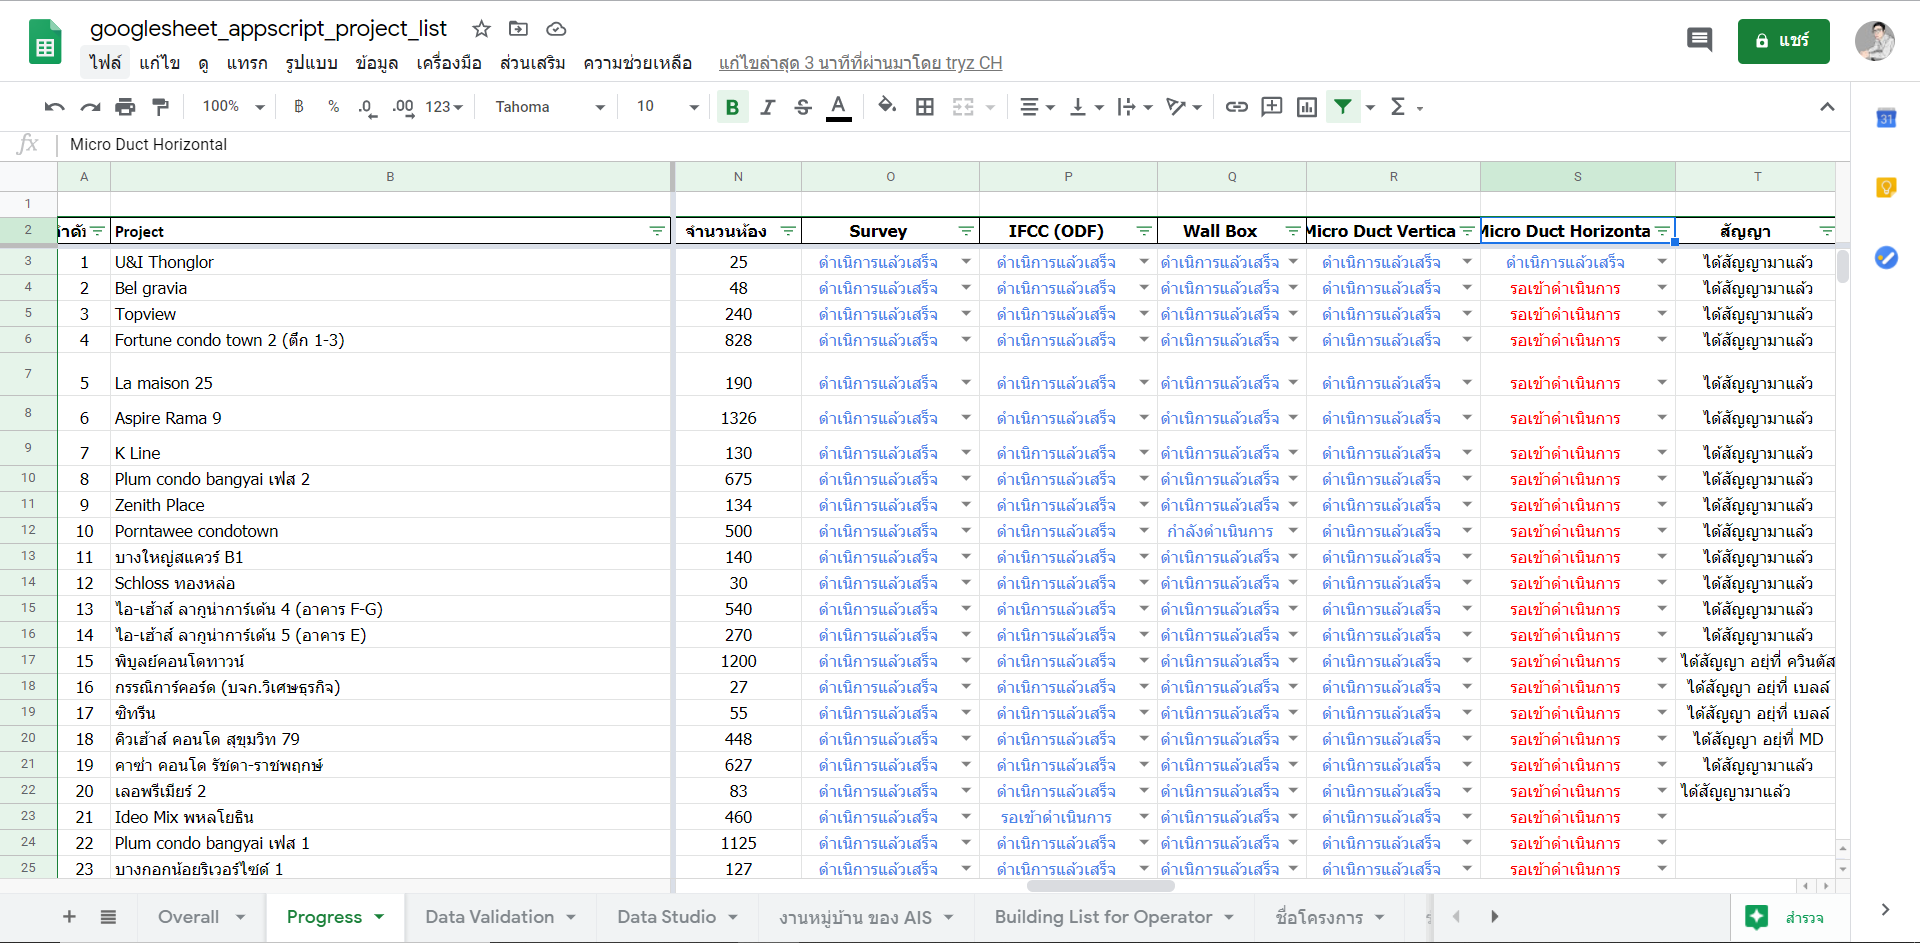 googlesheet_appscript_project_list
ไฟล์ แก้ไข ดู แทรก รูปแบบ ข้อมูล เครื่องมือ ส่วนเสริม ความช่วยเหลือ แก้ไขล่าสุด 3 นาทีที่ผ่านมาโดย tryz CH
แชร์
100% ฿ % .0 .00 123 Tahoma 10 B I S A Σ
31
fx Micro Duct Horizontal
A B N O P Q R S T
1
2 Project จำนวนห้อง Survey IFCC (ODF) Wall Box Micro Duct Vertica Micro Duct Horizonta สัญญา
3 1 U&I Thonglor 25 ดำเนิการแล้วเสร็จ ดำเนิการแล้วเสร็จ ดำเนิการแล้วเสร็จ ดำเนิการแล้วเสร็จ ดำเนิการแล้วเสร็จ ได้สัญญามาแล้ว
4 2 Bel gravia 48 ดำเนิการแล้วเสร็จ ดำเนิการแล้วเสร็จ ดำเนิการแล้วเสร็จ ดำเนิการแล้วเสร็จ รอเข้าดำเนินการ ได้สัญญามาแล้ว
5 3 Topview 240 ดำเนิการแล้วเสร็จ ดำเนิการแล้วเสร็จ ดำเนิการแล้วเสร็จ ดำเนิการแล้วเสร็จ รอเข้าดำเนินการ ได้สัญญามาแล้ว
6 4 Fortune condo town 2 (ตึก 1-3) 828 ดำเนิการแล้วเสร็จ ดำเนิการแล้วเสร็จ ดำเนิการแล้วเสร็จ ดำเนิการแล้วเสร็จ รอเข้าดำเนินการ ได้สัญญามาแล้ว
7 5 La maison 25 190 ดำเนิการแล้วเสร็จ ดำเนิการแล้วเสร็จ ดำเนิการแล้วเสร็จ ดำเนิการแล้วเสร็จ รอเข้าดำเนินการ ได้สัญญามาแล้ว
8 6 Aspire Rama 9 1326 ดำเนิการแล้วเสร็จ ดำเนิการแล้วเสร็จ ดำเนิการแล้วเสร็จ ดำเนิการแล้วเสร็จ รอเข้าดำเนินการ ได้สัญญามาแล้ว
9 7 K Line 130 ดำเนิการแล้วเสร็จ ดำเนิการแล้วเสร็จ ดำเนิการแล้วเสร็จ ดำเนิการแล้วเสร็จ รอเข้าดำเนินการ ได้สัญญามาแล้ว
10 8 Plum condo bangyai เฟส 2 675 ดำเนิการแล้วเสร็จ ดำเนิการแล้วเสร็จ ดำเนิการแล้วเสร็จ ดำเนิการแล้วเสร็จ รอเข้าดำเนินการ ได้สัญญามาแล้ว
11 9 Zenith Place 134 ดำเนิการแล้วเสร็จ ดำเนิการแล้วเสร็จ ดำเนิการแล้วเสร็จ ดำเนิการแล้วเสร็จ รอเข้าดำเนินการ ได้สัญญามาแล้ว
12 10 Porntawee condotown 500 ดำเนิการแล้วเสร็จ ดำเนิการแล้วเสร็จ กำลังดำเนินการ ดำเนิการแล้วเสร็จ รอเข้าดำเนินการ ได้สัญญามาแล้ว
13 11 บางใหญ่สแควร์ B1 140 ดำเนิการแล้วเสร็จ ดำเนิการแล้วเสร็จ ดำเนิการแล้วเสร็จ ดำเนิการแล้วเสร็จ รอเข้าดำเนินการ ได้สัญญามาแล้ว
14 12 Schloss ทองหล่อ 30 ดำเนิการแล้วเสร็จ ดำเนิการแล้วเสร็จ ดำเนิการแล้วเสร็จ ดำเนิการแล้วเสร็จ รอเข้าดำเนินการ ได้สัญญามาแล้ว
15 13 ไอ-เฮ้าส์ ลากูน่าการ์เด้น 4 (อาคาร F-G) 540 ดำเนิการแล้วเสร็จ ดำเนิการแล้วเสร็จ ดำเนิการแล้วเสร็จ ดำเนิการแล้วเสร็จ รอเข้าดำเนินการ ได้สัญญามาแล้ว
16 14 ไอ-เฮ้าส์ ลากูน่าการ์เด้น 5 (อาคาร E) 270 ดำเนิการแล้วเสร็จ ดำเนิการแล้วเสร็จ ดำเนิการแล้วเสร็จ ดำเนิการแล้วเสร็จ รอเข้าดำเนินการ ได้สัญญามาแล้ว
17 15 พิบูลย์คอนโดทาวน์ 1200 ดำเนิการแล้วเสร็จ ดำเนิการแล้วเสร็จ ดำเนิการแล้วเสร็จ ดำเนิการแล้วเสร็จ รอเข้าดำเนินการ ได้สัญญา อยู่ที่ ควินตัส
18 16 กรรณิการ์คอร์ด (บจก.วิเศษธุรกิจ) 27 ดำเนิการแล้วเสร็จ ดำเนิการแล้วเสร็จ ดำเนิการแล้วเสร็จ ดำเนิการแล้วเสร็จ รอเข้าดำเนินการ ได้สัญญา อยู่ที่ เบลล์
19 17 ซิทรีน 55 ดำเนิการแล้วเสร็จ ดำเนิการแล้วเสร็จ ดำเนิการแล้วเสร็จ ดำเนิการแล้วเสร็จ รอเข้าดำเนินการ ได้สัญญา อยู่ที่ เบลล์
20 18 คิวเฮ้าส์ คอนโด สุขุมวิท 79 448 ดำเนิการแล้วเสร็จ ดำเนิการแล้วเสร็จ ดำเนิการแล้วเสร็จ ดำเนิการแล้วเสร็จ รอเข้าดำเนินการ ได้สัญญา อยู่ที่ MD
21 19 คาซ่า คอนโด รัชดา-ราชพฤกษ์ 627 ดำเนิการแล้วเสร็จ ดำเนิการแล้วเสร็จ ดำเนิการแล้วเสร็จ ดำเนิการแล้วเสร็จ รอเข้าดำเนินการ ได้สัญญามาแล้ว
22 20 เลอพรีเมียร์ 2 83 ดำเนิการแล้วเสร็จ ดำเนิการแล้วเสร็จ ดำเนิการแล้วเสร็จ ดำเนิการแล้วเสร็จ รอเข้าดำเนินการ ได้สัญญามาแล้ว
23 21 Ideo Mix พหลโยธิน 460 ดำเนิการแล้วเสร็จ รอเข้าดำเนินการ ดำเนิการแล้วเสร็จ ดำเนิการแล้วเสร็จ รอเข้าดำเนินการ
24 22 Plum condo bangyai เฟส 1 1125 ดำเนิการแล้วเสร็จ ดำเนิการแล้วเสร็จ ดำเนิการแล้วเสร็จ ดำเนิการแล้วเสร็จ รอเข้าดำเนินการ
25 23 บางกอกน้อยริเวอร์ไซด์ 1 127 ดำเนิการแล้วเสร็จ ดำเนิการแล้วเสร็จ ดำเนิการแล้วเสร็จ ดำเนิการแล้วเสร็จ รอเข้าดำเนินการ
Overall Progress Data Validation Data Studio งานหมู่บ้าน ของ AIS Building List for Operator ชื่อโครงการ สำรวจ